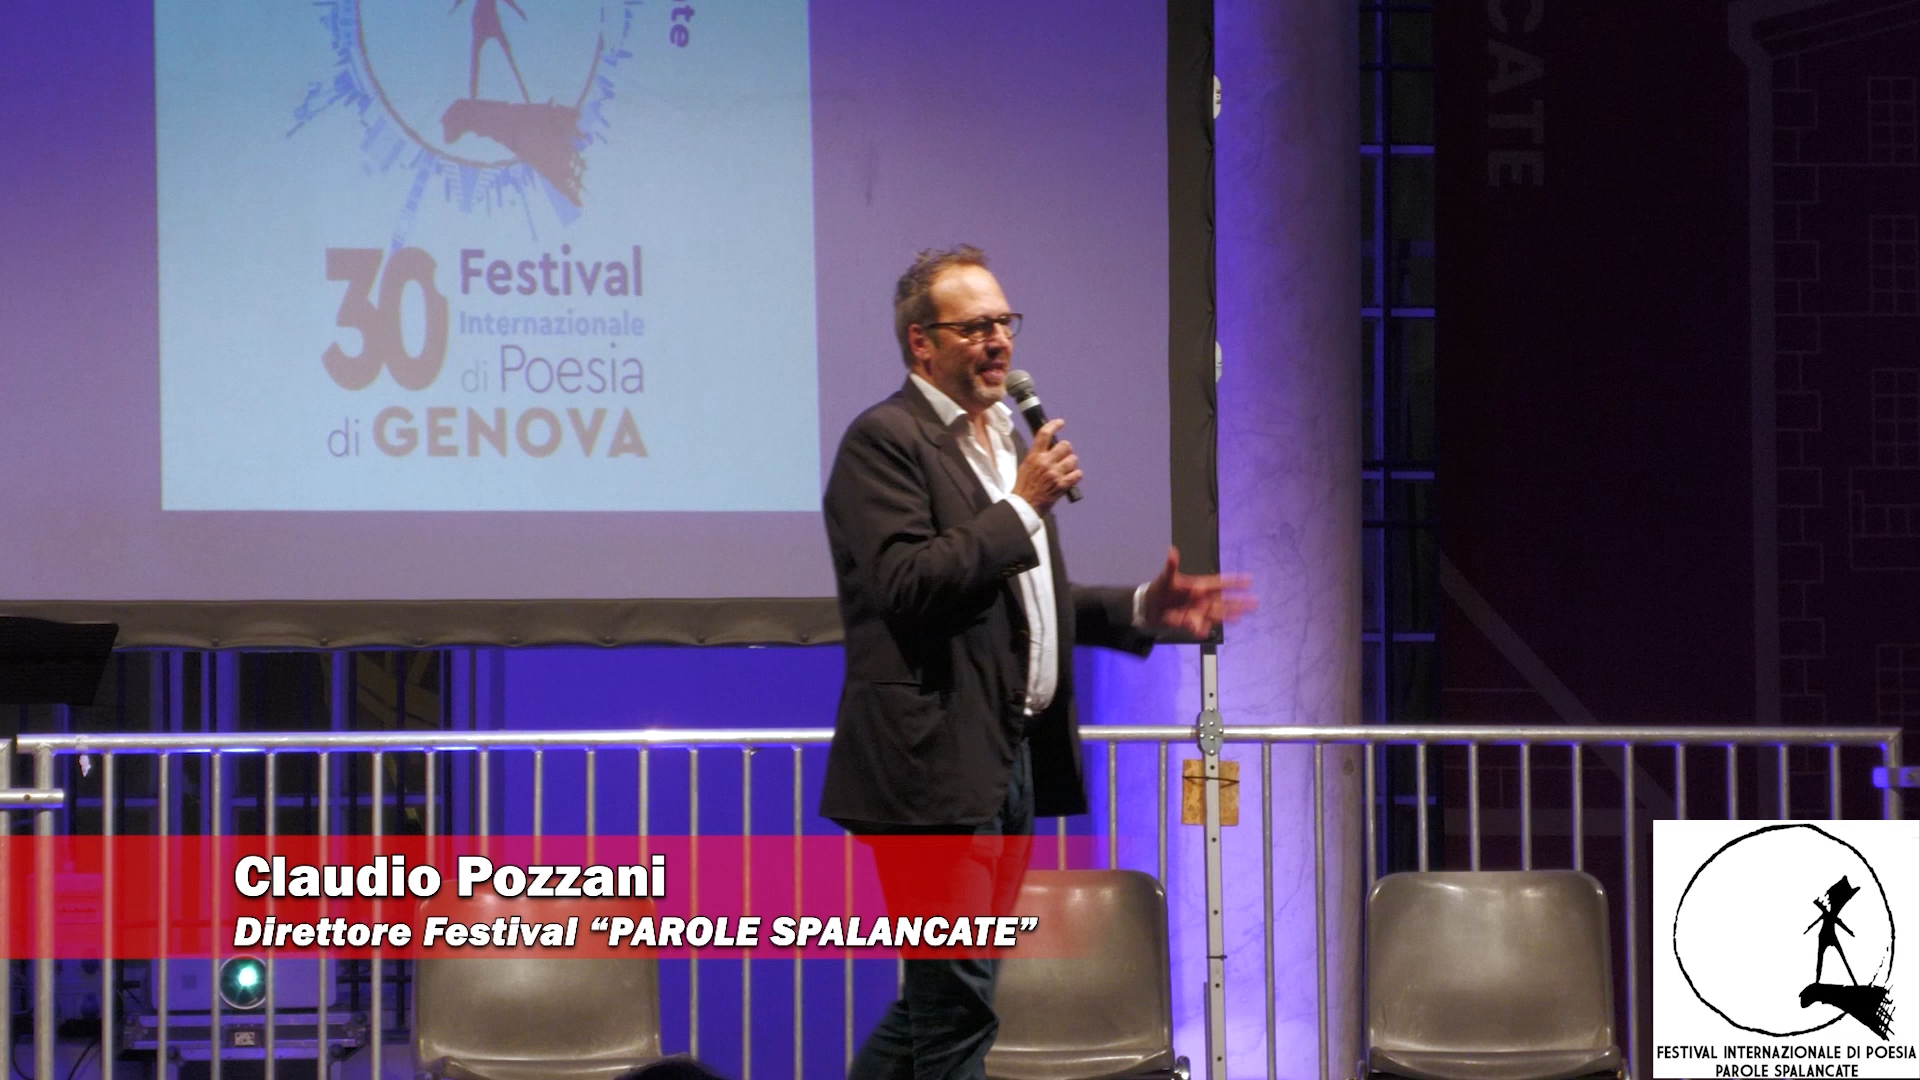 te
CATE
30 Festival
Internazionale
di Poesia
di GENOVA
Claudio Pozzani
Direttore Festival “PAROLE SPALANCATE”
FESTIVAL INTERNAZIONALE DI POESIA
PAROLE SPALANCATE